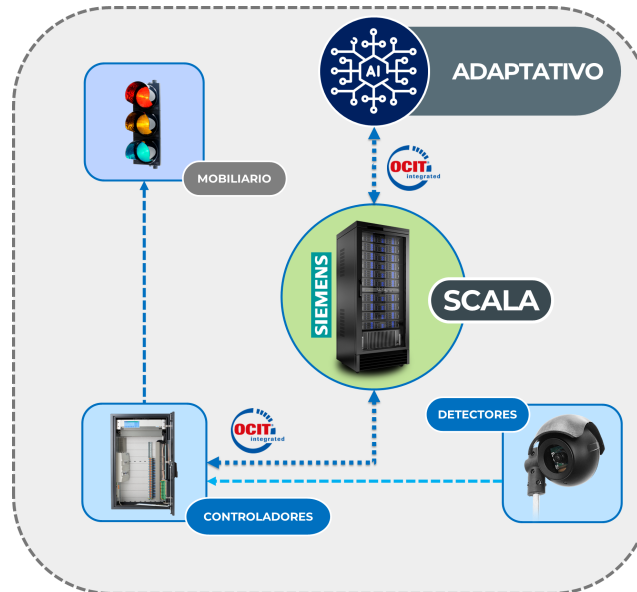 AI
ADAPTATIVO
OCIT
integrated
MOBILIARIO
SIEMENS
SCALA
DETECTORES
OCIT
integrated
CONTROLADORES